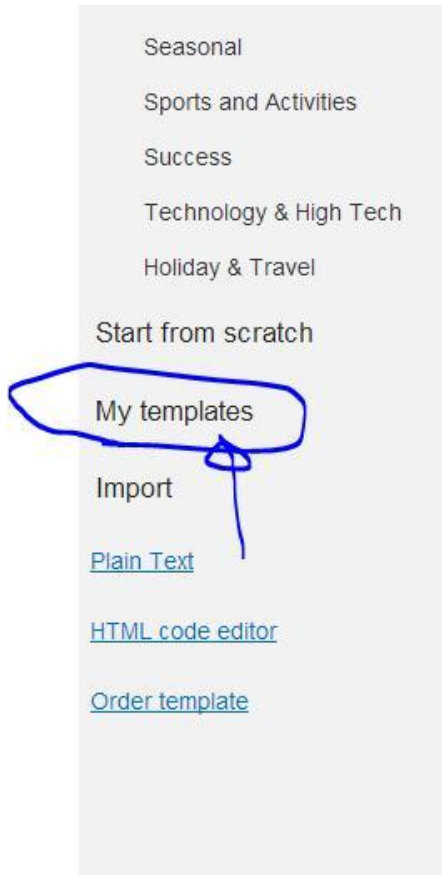 Seasonal
Sports and Activities
Success
Technology & High Tech
Holiday & Travel
Start from scratch
My templates
Import
Plain Text
HTML code editor
Order template